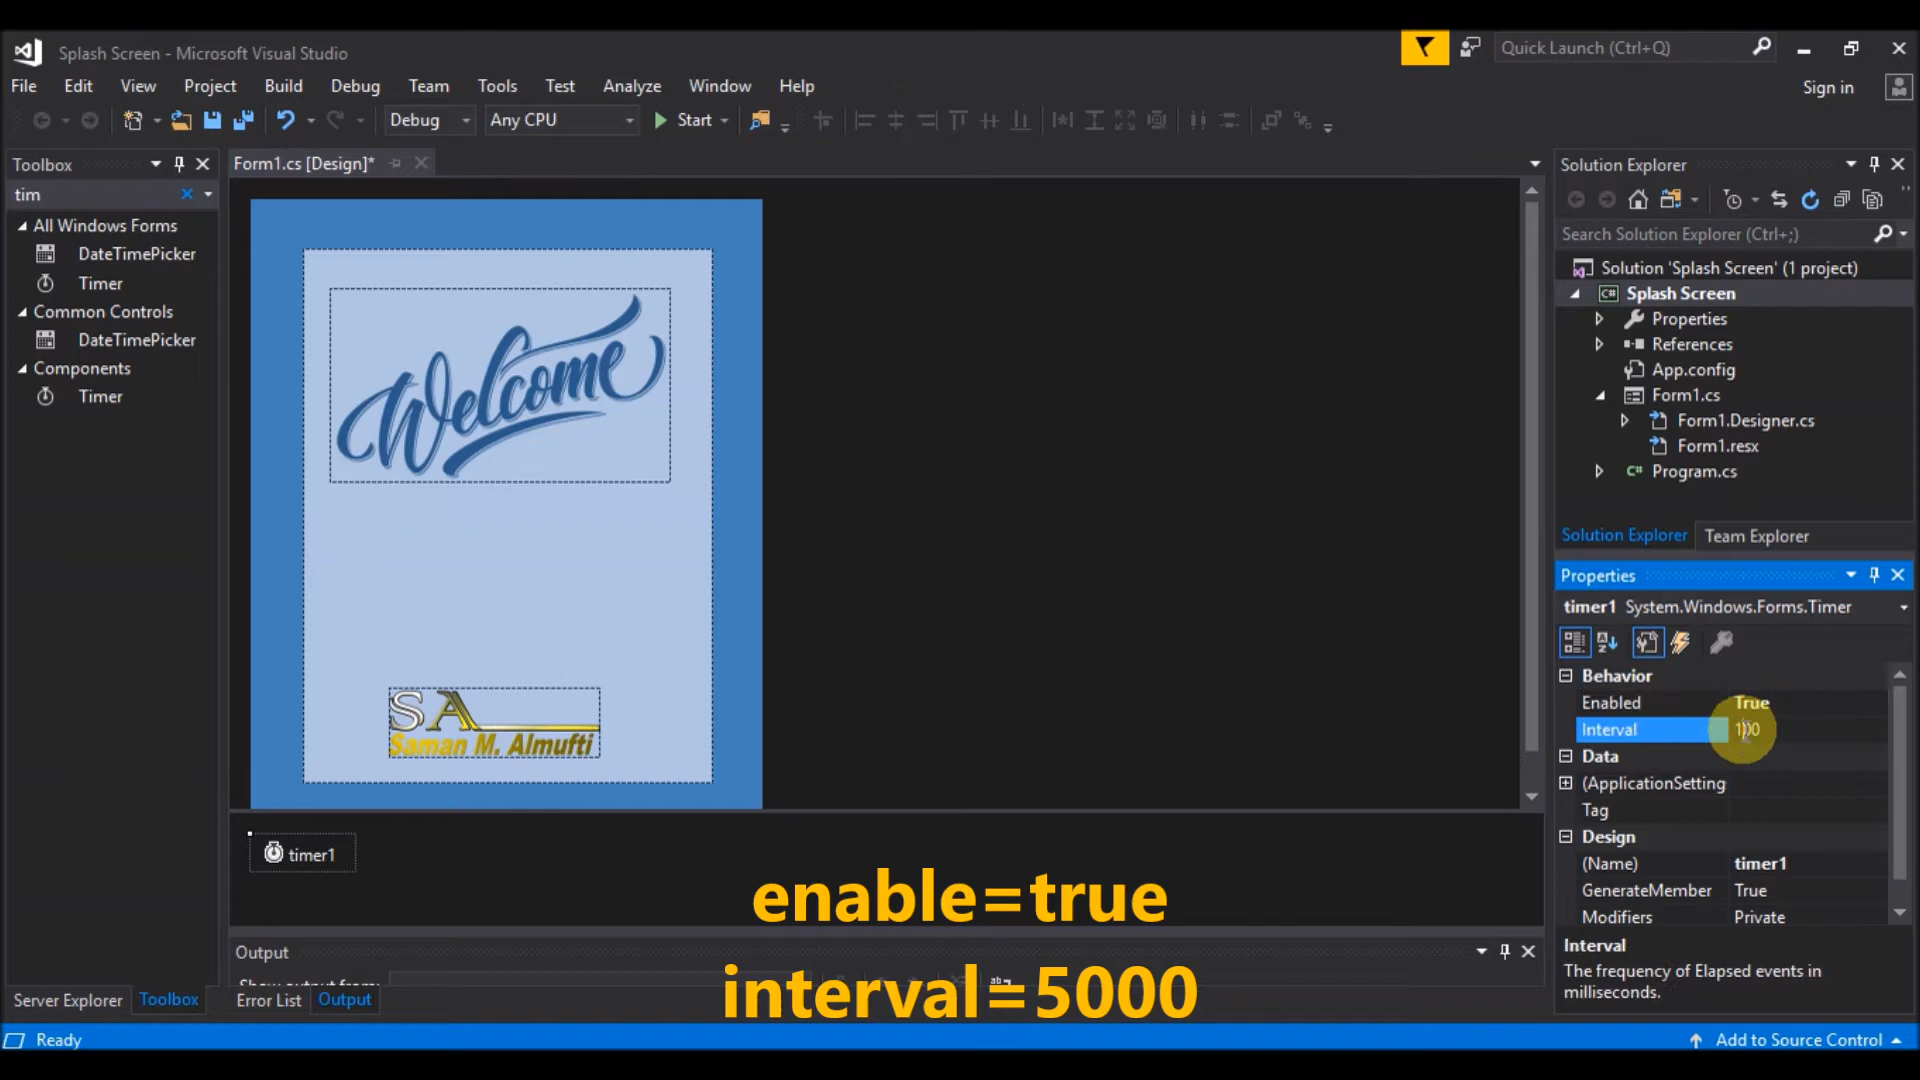 Splash Screen - Microsoft Visual Studio
Quick Launch (Ctrl+Q)
File Edit View Project Build Debug Team Tools Test Analyze Window Help
Sign in
Debug Any CPU Start
Toolbox
tim
All Windows Forms
DateTimePicker
Timer
Common Controls
DateTimePicker
Components
Timer
Form1.cs [Design]*
Welcome
SA
Saman M. Almufti
timer1
Solution Explorer
Search Solution Explorer (Ctrl+;)
Solution 'Splash Screen' (1 project)
C# Splash Screen
Properties
References
App.config
Form1.cs
Form1.Designer.cs
Form1.resx
C# Program.cs
Solution Explorer Team Explorer
Properties
timer1 System.Windows.Forms.Timer
Behavior
Enabled True
Interval 100
Data
(ApplicationSetting
Tag
Design
(Name) timer1
GenerateMember True
Modifiers Private
Interval
The frequency of Elapsed events in
milliseconds.
enable=true
interval=5000
Output
Server Explorer Toolbox
Error List Output
Ready
Add to Source Control